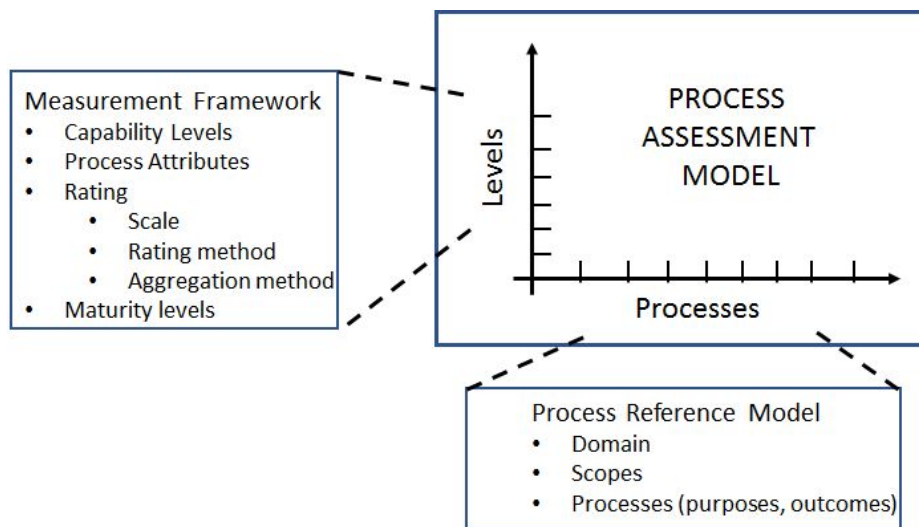 Measurement Framework
• Capability Levels
• Process Attributes
• Rating
• Scale
• Rating method
• Aggregation method
• Maturity levels
PROCESS
ASSESSMENT
MODEL
Levels
Processes
Process Reference Model
• Domain
• Scopes
• Processes (purposes, outcomes)